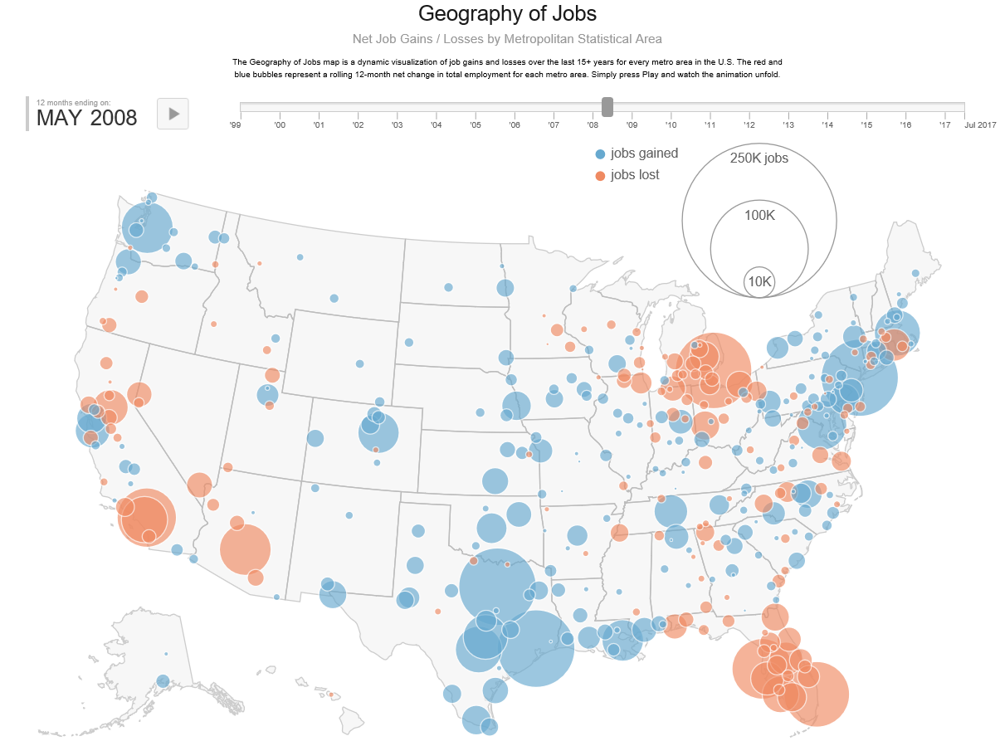 Geography of Jobs
Net Job Gains / Losses by Metropolitan Statistical Area
The Geography of Jobs map is a dynamic visualization of job gains and losses over the last 15+ years for every metro area in the U.S. The red and
blue bubbles represent a rolling 12-month net change in total employment for each metro area. Simply press Play and watch the animation unfold.
12 months ending on:
MAY 2008
'99 '00 '01 '02 '03 '04 '05 '06 '07 '08 '09 '10 '11 '12 '13 '14 '15 '16 '17 Jul 2017
jobs gained
jobs lost
250K jobs
100K
10K